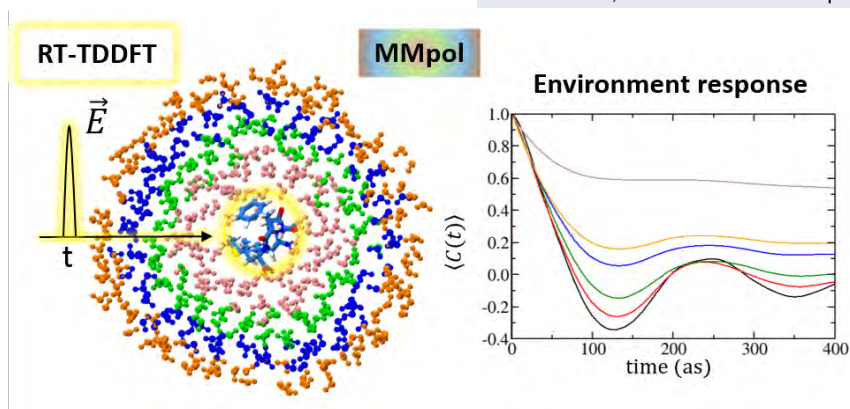 RT-TDDFT
MMpol
Environment response
E
t
⟨C(t)⟩
1.0
0.8
0.6
0.4
0.2
0.0
-0.2
-0.4
0
100
200
300
400
time (as)